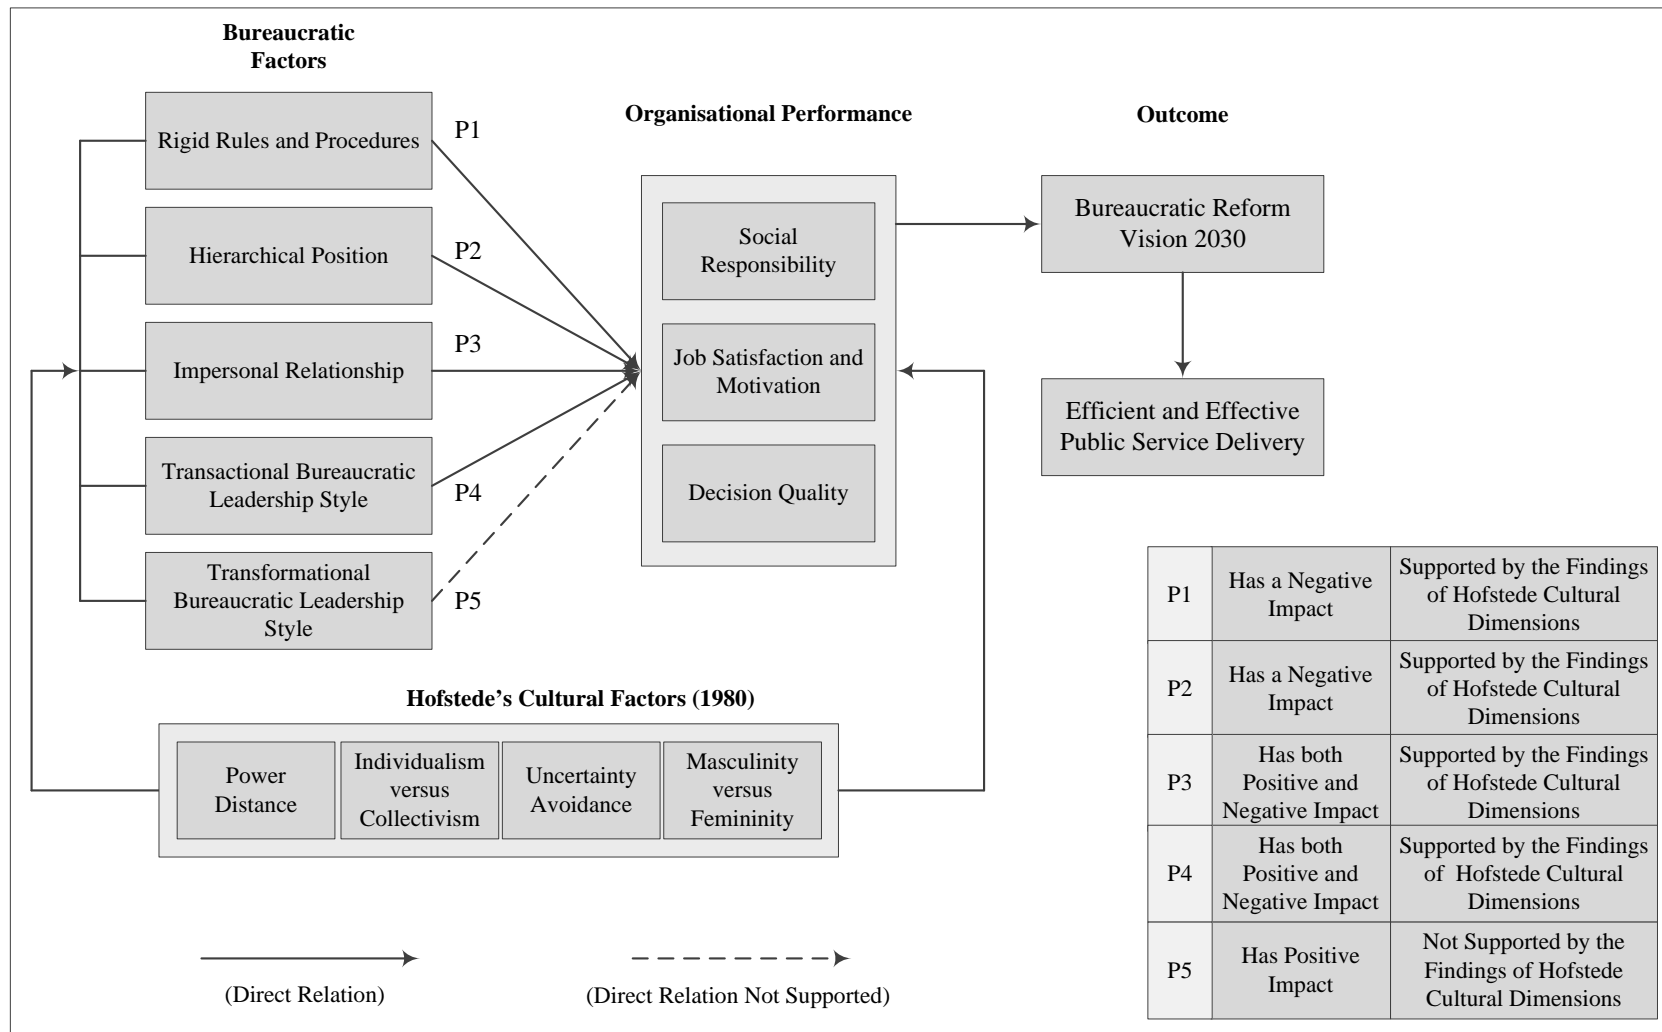 Bureaucratic
Factors
Rigid Rules and Procedures
Hierarchical Position
Impersonal Relationship
Transactional Bureaucratic
Leadership Style
Transformational
Bureaucratic Leadership
Style
P1
P2
P3
P4
P5
Organisational Performance
Social
Responsibility
Job Satisfaction and
Motivation
Decision Quality
Outcome
Bureaucratic Reform
Vision 2030
Efficient and Effective
Public Service Delivery
Hofstede’s Cultural Factors (1980)
Power
Distance
Individualism
versus
Collectivism
Uncertainty
Avoidance
Masculinity
versus
Femininity
(Direct Relation)
(Direct Relation Not Supported)
P1
Has a Negative
Impact
Supported by the Findings
of Hofstede Cultural
Dimensions
P2
Has a Negative
Impact
Supported by the Findings
of Hofstede Cultural
Dimensions
P3
Has both
Positive and
Negative Impact
Supported by the Findings
of Hofstede Cultural
Dimensions
P4
Has both
Positive and
Negative Impact
Supported by the Findings
of Hofstede Cultural
Dimensions
P5
Has Positive
Impact
Not Supported by the
Findings of Hofstede
Cultural Dimensions